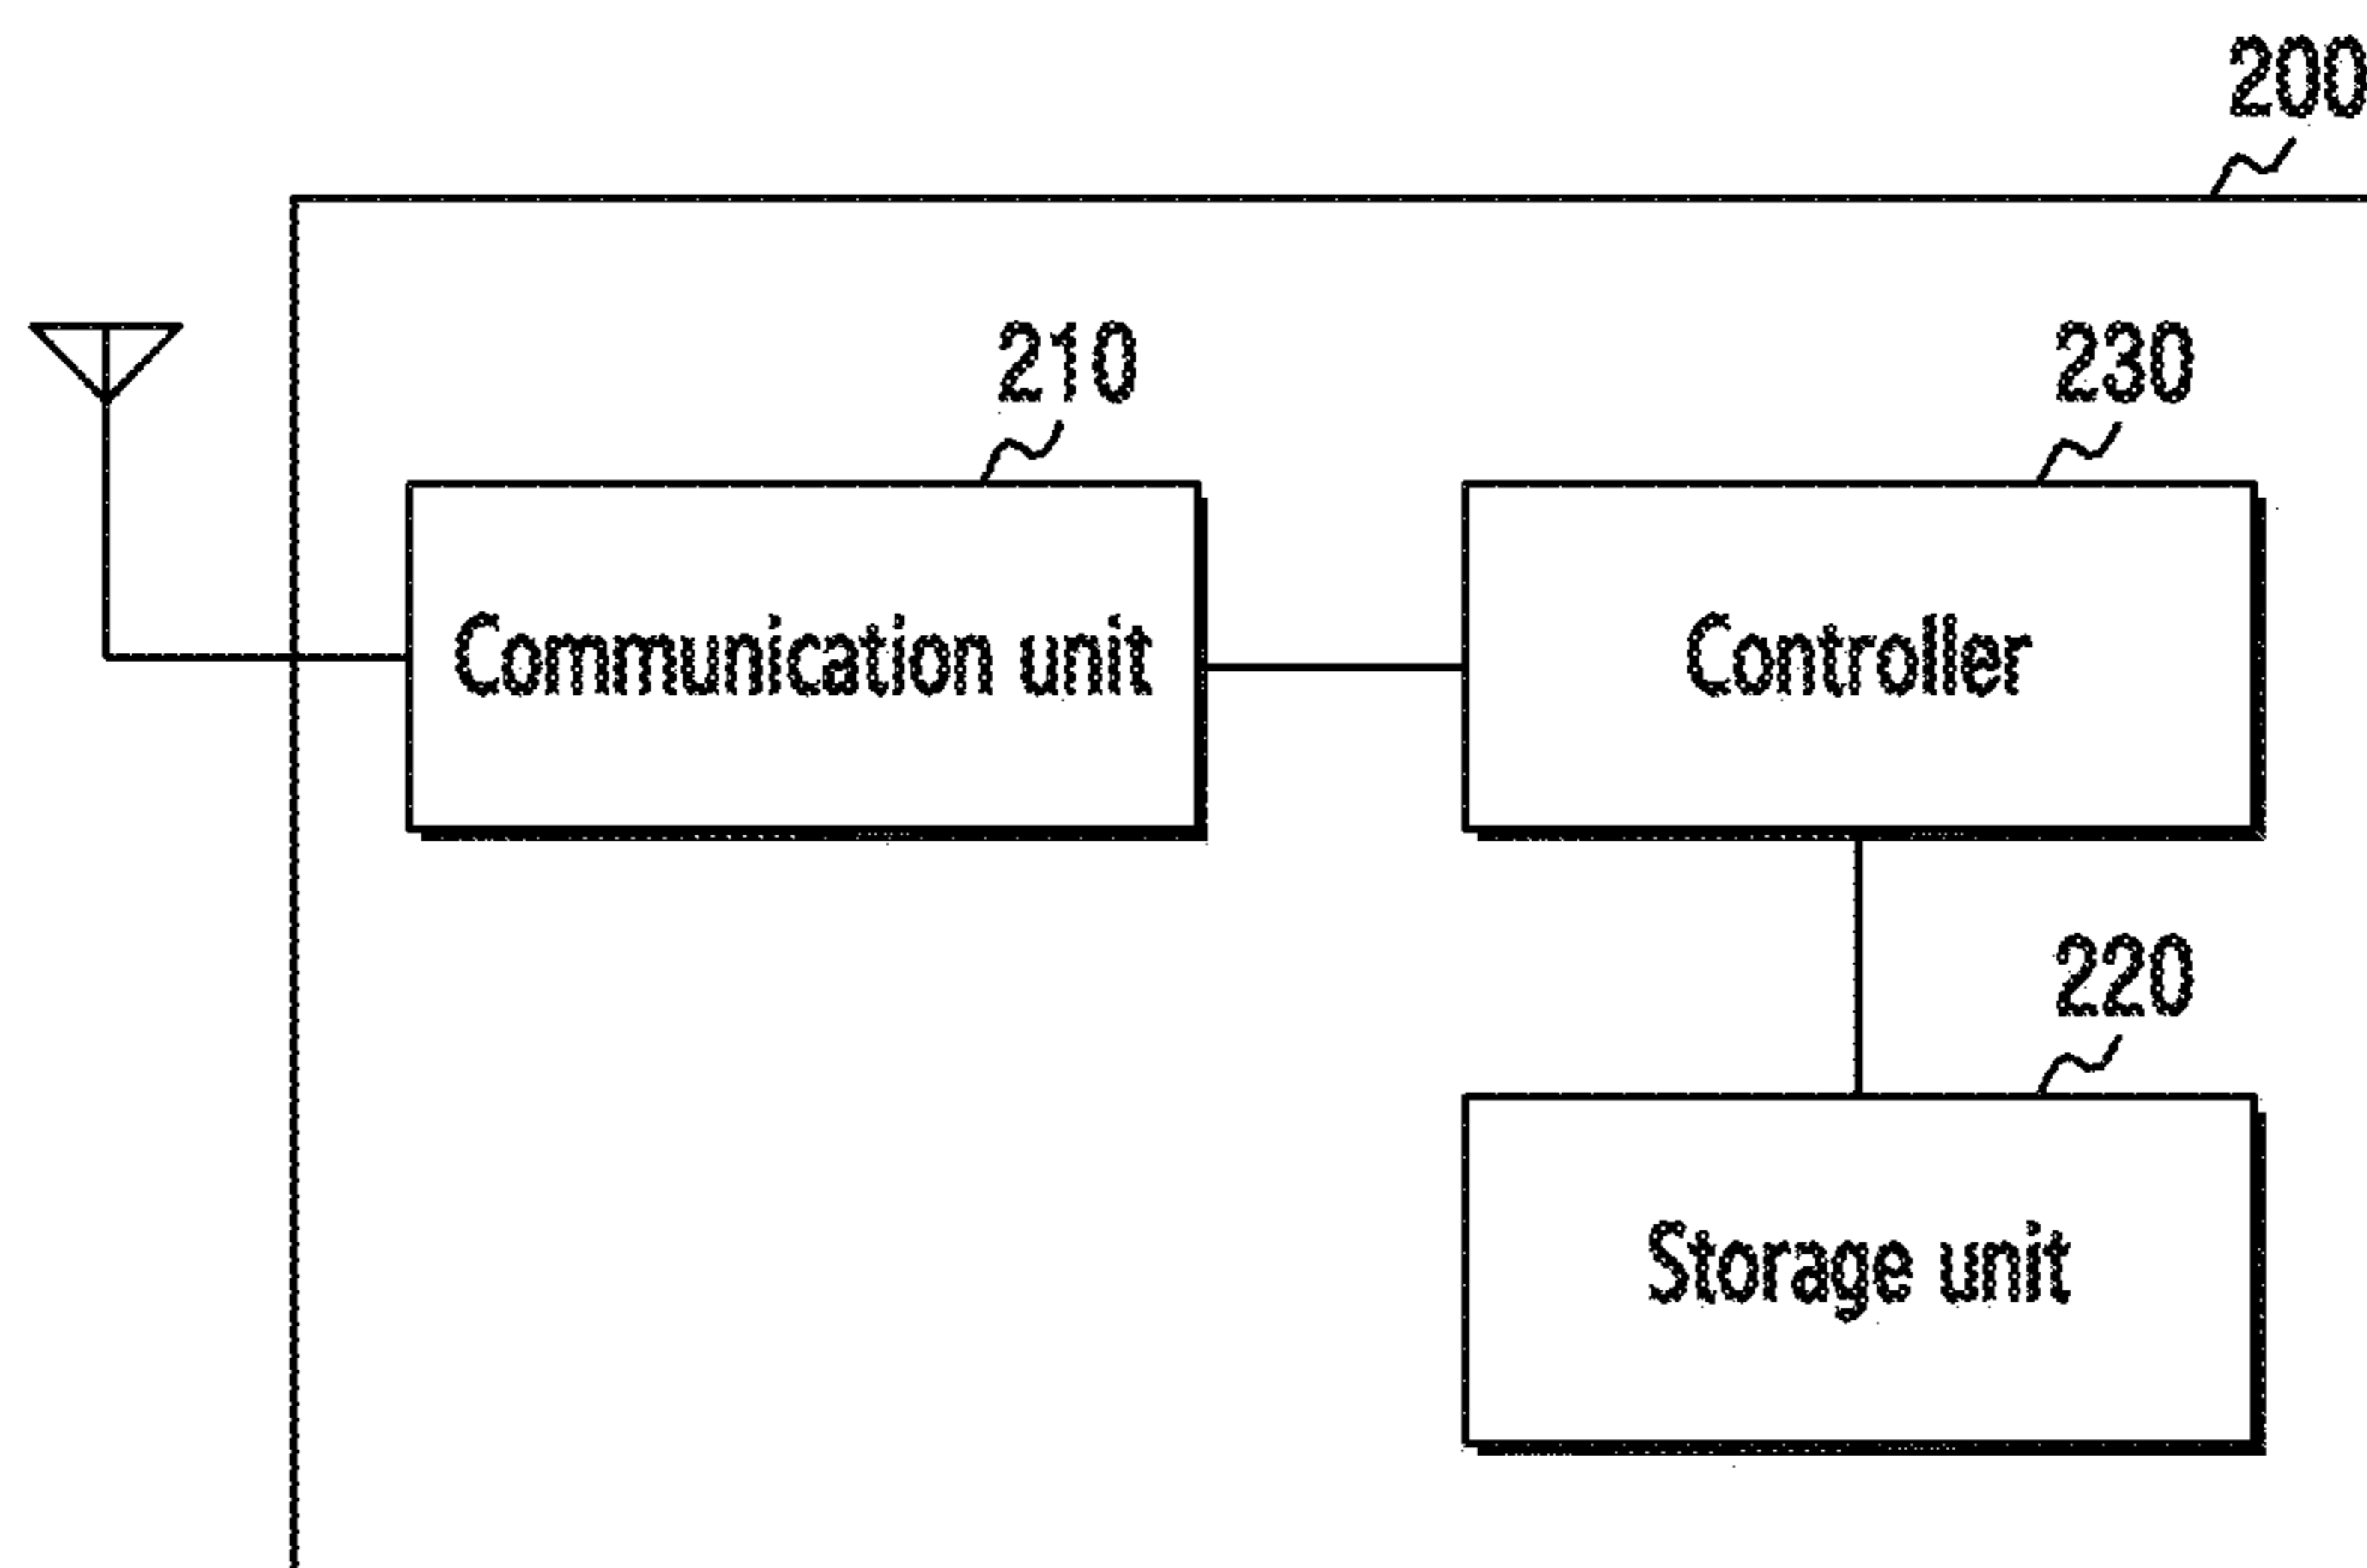 200
210
230
Communication unit
Controller
220
Storage unit